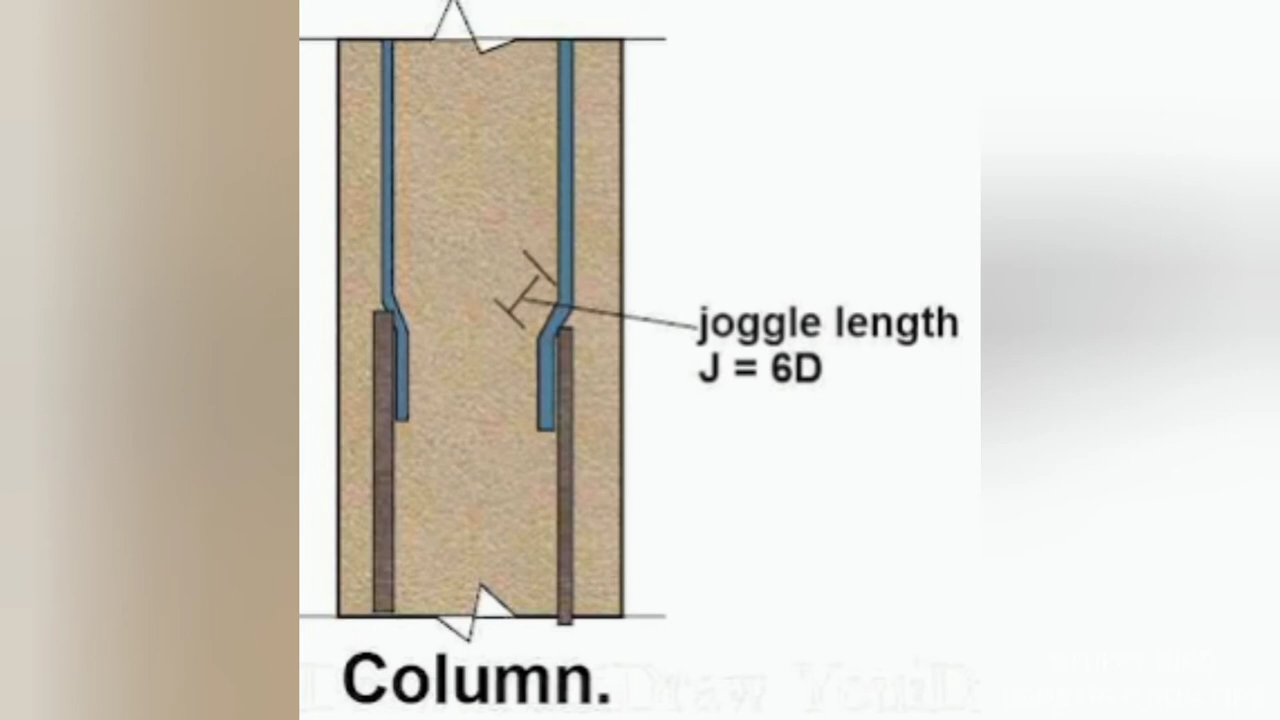 joggle length
J = 6D
Column.